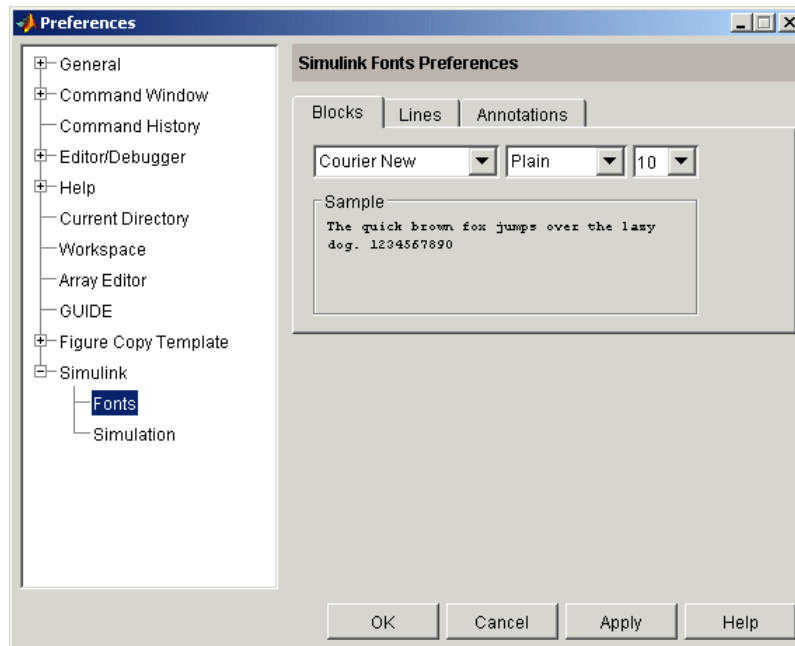 Preferences
General
Command Window
Command History
Editor/Debugger
Help
Current Directory
Workspace
Array Editor
GUIDE
Figure Copy Template
Simulink
Fonts
Simulation
Simulink Fonts Preferences
Blocks Lines Annotations
Courier New Plain 10
Sample
The quick brown fox jumps over the lazy
dog. 1234567890
OK Cancel Apply Help